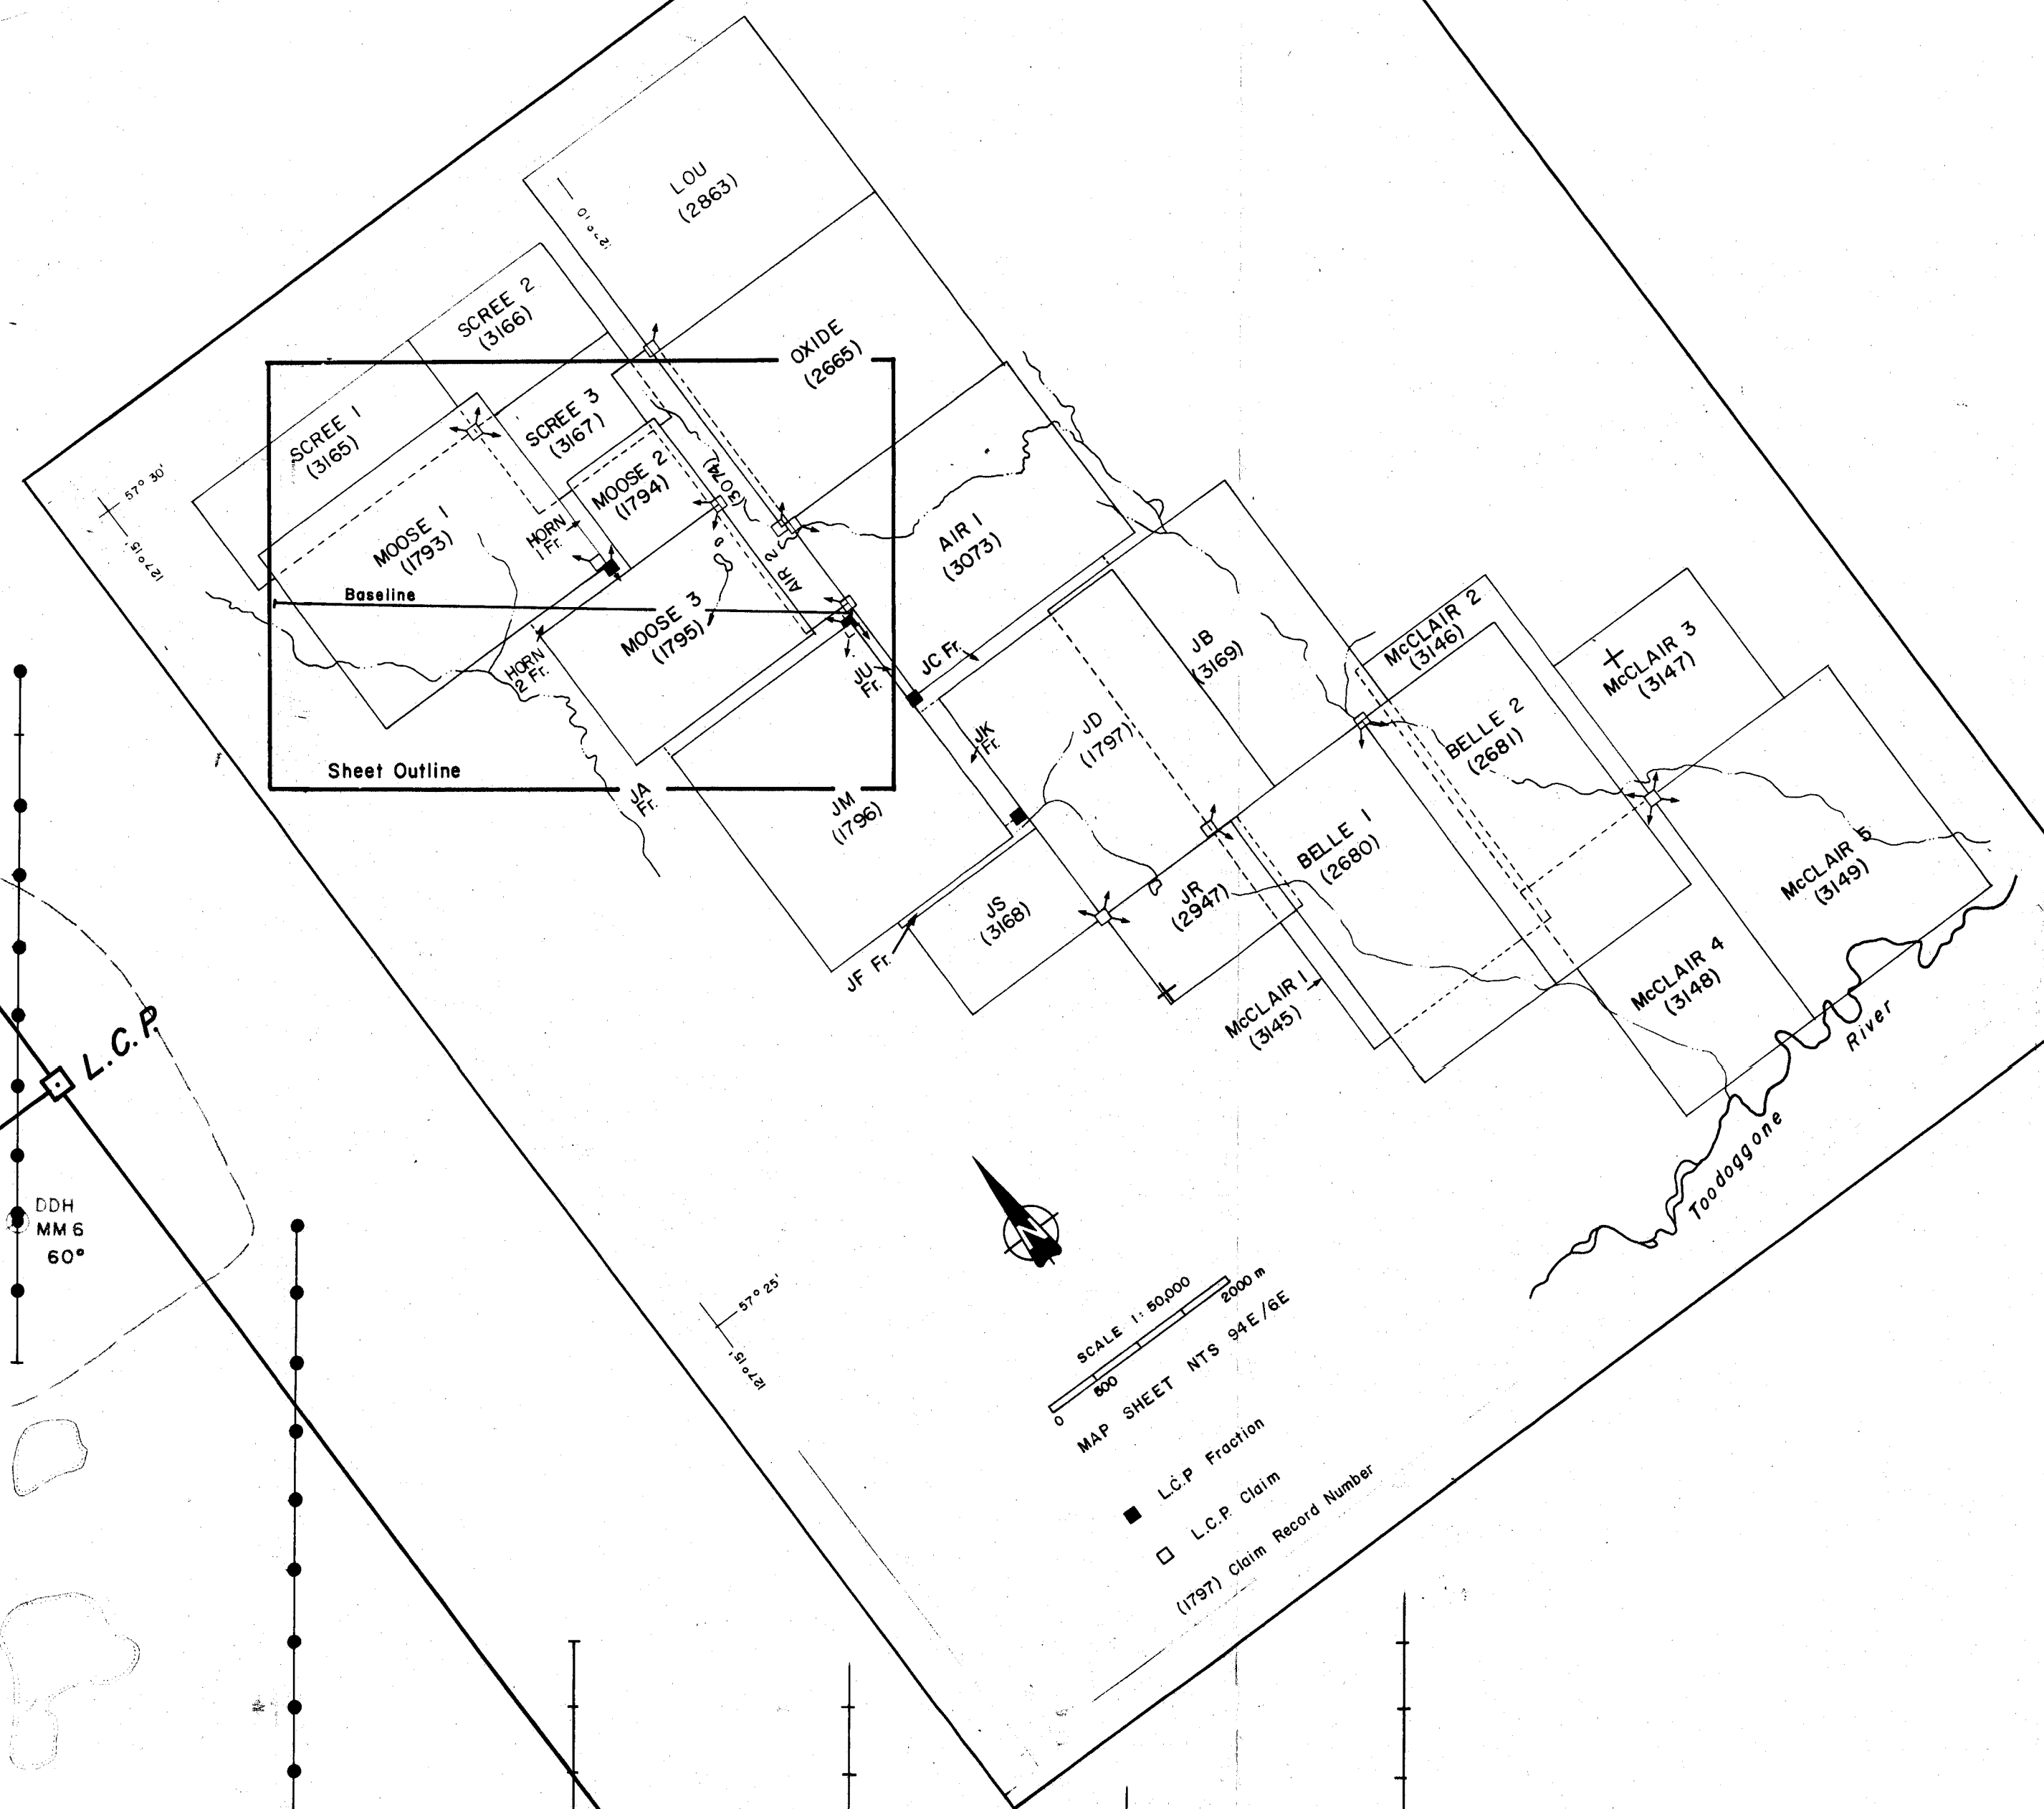 LOU
(2863)
127° 10'
SCREE 2
(3166)
OXIDE
(2665)
SCREE 1
(3165)
SCREE 3
(3167)
57° 30'
127° 15'
MOOSE 2
(1794)
(3074)
AIR 2
MOOSE 1
(1793)
HORN
1 Fr.
AIR 1
(3073)
Baseline
MOOSE 3
(1795)
HORN
2 Fr.
JU
Fr.
JC Fr.
JB
(3169)
McCLAIR 2
(3146)
McCLAIR 3
(3147)
BELLE 2
(2681)
JK
Fr.
JD
(1797)
Sheet Outline
JA
Fr.
JM
(1796)
BELLE 1
(2680)
McCLAIR 5
(3149)
JS
(3168)
JR
(2947)
JF Fr.
McCLAIR 1
(3145)
McCLAIR 4
(3148)
L.C.P.
Toodoggone River
DDH
MM 6
60°
N
57° 25'
127° 15'
SCALE 1: 50,000
0 500 2000 m
MAP SHEET NTS 94E/6E
L.C.P Fraction
L.C.P. Claim
(1797) Claim Record Number